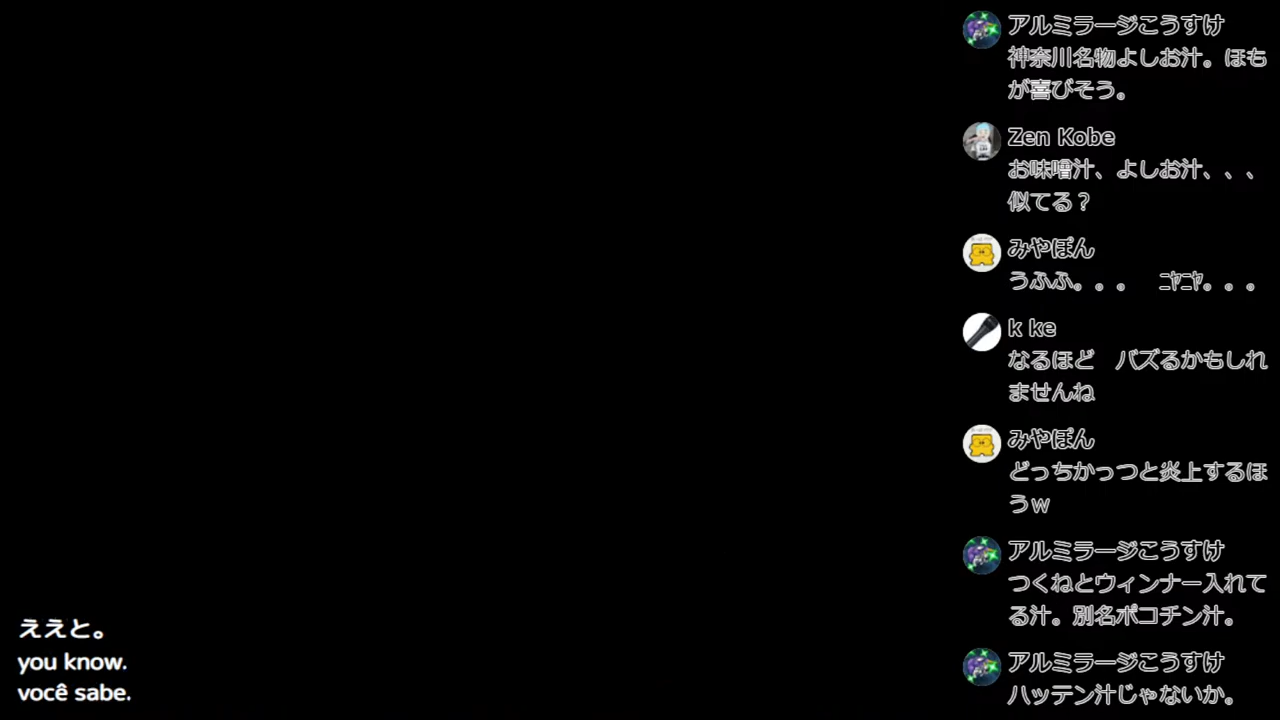 アルミラージこうすけ
神奈川名物よしお汁。ほも
が喜びそう。
Zen Kobe
お味噌汁、よしお汁、、、
似てる？
みやぽん
うふふ。。。　ﾆﾔﾆﾔ。。。
k ke
なるほど　バズるかもしれ
ませんね
みやぽん
どっちかっつと炎上するほ
うｗ
アルミラージこうすけ
つくねとウィンナー入れて
る汁。別名ポコチン汁。
アルミラージこうすけ
ハッテン汁じゃないか。
ええと。
you know.
você sabe.